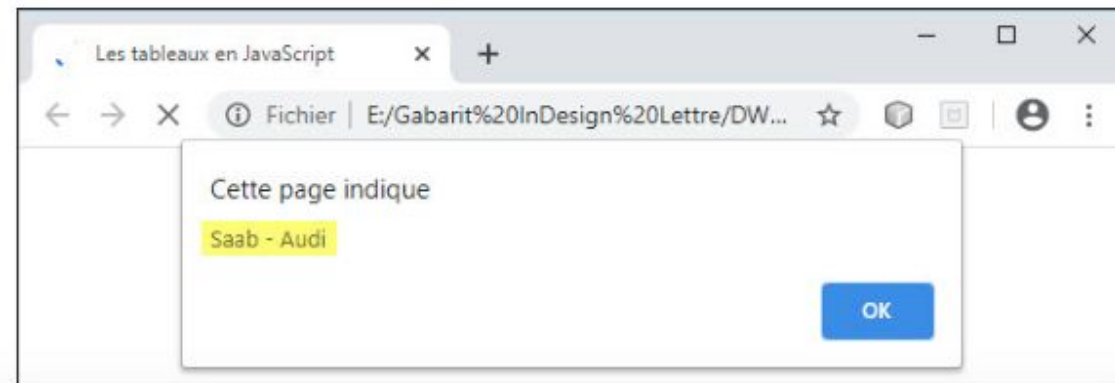 Les tableaux en JavaScript
Fichier | E:/Gabarit%20InDesign%20Lettre/DW...
Cette page indique
Saab - Audi
OK